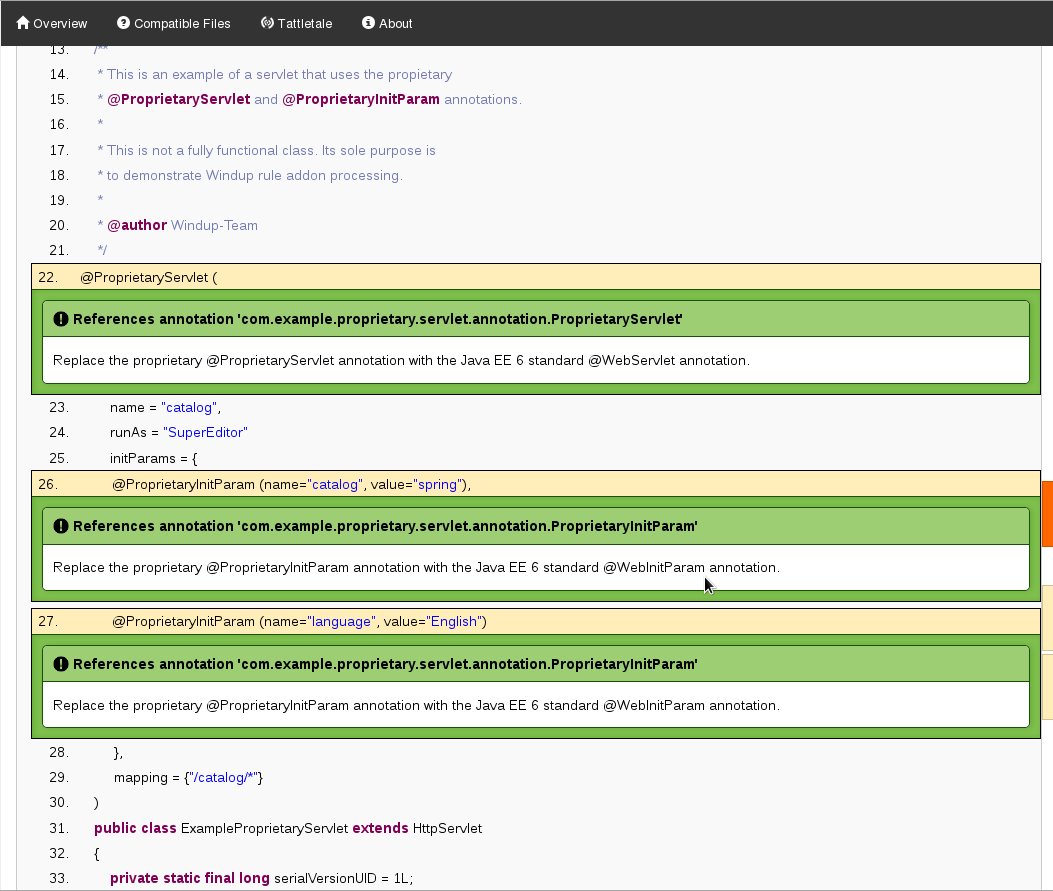 Overview Compatible Files Tattletale About
13. /**
14. * This is an example of a servlet that uses the propietary
15. * @ProprietaryServlet and @ProprietaryInitParam annotations.
16. *
17. * This is not a fully functional class. Its sole purpose is
18. * to demonstrate Windup rule addon processing.
19. *
20. * @author Windup-Team
21. */
22. @ProprietaryServlet (
References annotation 'com.example.proprietary.servlet.annotation.ProprietaryServlet'
Replace the proprietary @ProprietaryServlet annotation with the Java EE 6 standard @WebServlet annotation.
23. name = "catalog",
24. runAs = "SuperEditor"
25. initParams = {
26. @ProprietaryInitParam (name="catalog", value="spring"),
References annotation 'com.example.proprietary.servlet.annotation.ProprietaryInitParam'
Replace the proprietary @ProprietaryInitParam annotation with the Java EE 6 standard @WebInitParam annotation.
27. @ProprietaryInitParam (name="language", value="English")
References annotation 'com.example.proprietary.servlet.annotation.ProprietaryInitParam'
Replace the proprietary @ProprietaryInitParam annotation with the Java EE 6 standard @WebInitParam annotation.
28. },
29. mapping = {"/catalog/*"}
30. )
31. public class ExampleProprietaryServlet extends HttpServlet
32. {
33. private static final long serialVersionUID = 1L;